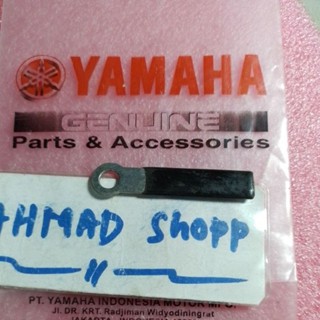 YAMAHA
GENUINE
Parts & Accessories
AHMAD Shopp
PT. YAMAHA INDONESIA MOTOR MFG.
Jl. DR. KRT. Radjiman Widyodiningrat